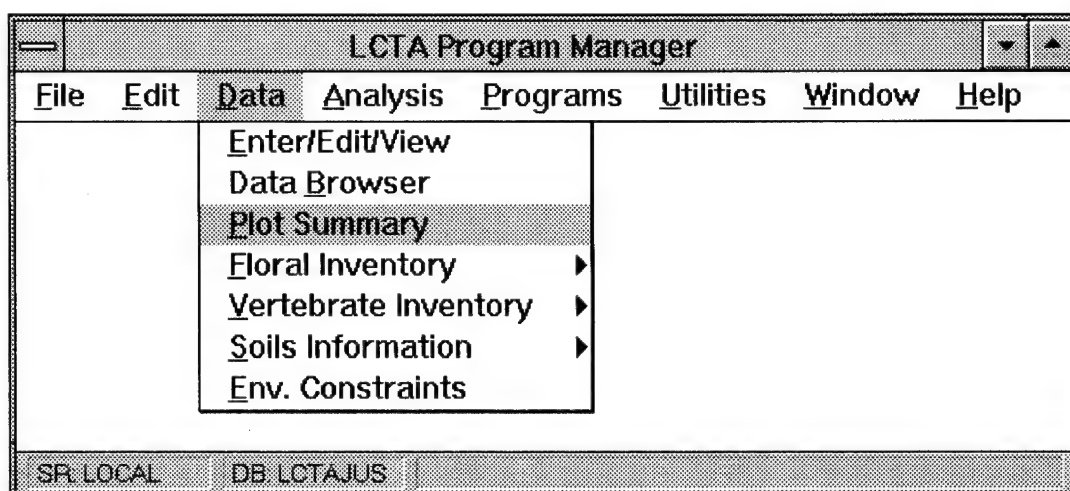 LCTA Program Manager
File Edit Data Analysis Programs Utilities Window Help
Enter/Edit/View
Data Browser
Plot Summary
Floral Inventory
Vertebrate Inventory
Soils Information
Env. Constraints
SR: LOCAL DB: LCTAJUS